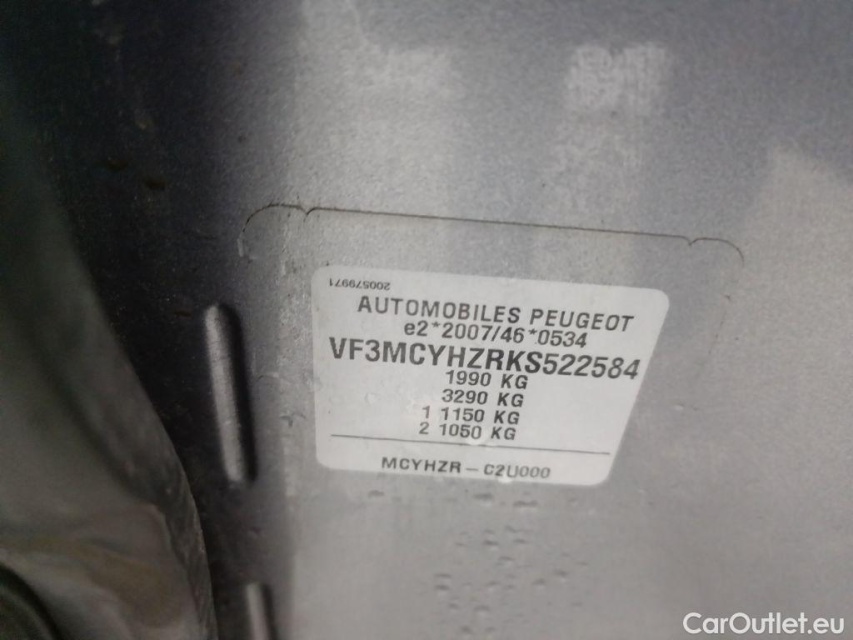 200579971
AUTOMOBILES PEUGEOT
e2*2007/46*0534
VF3MCYHZRKS522584
1990 KG
3290 KG
1 1150 KG
2 1050 KG
MCYHZR - C2U000
CarOutlet.eu